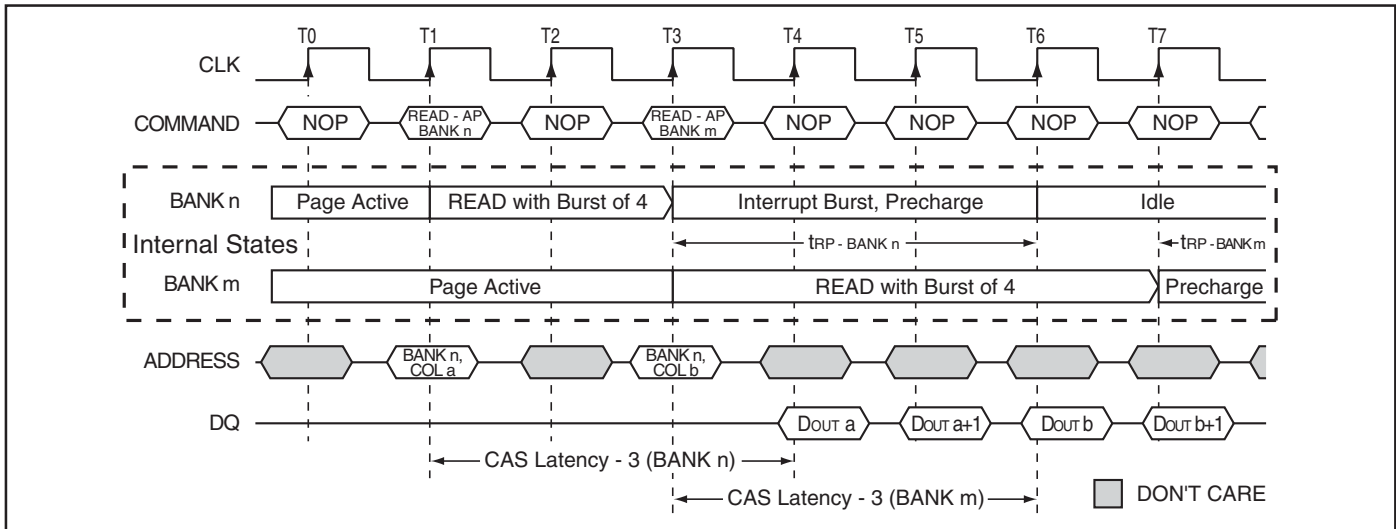 T0 T1 T2 T3 T4 T5 T6 T7
CLK
COMMAND NOP READ - AP BANK n NOP READ - AP BANK m NOP NOP NOP NOP
BANK n Page Active READ with Burst of 4 Interrupt Burst, Precharge Idle
Internal States tRP - BANK n tRP - BANK m
BANK m Page Active READ with Burst of 4 Precharge
ADDRESS BANK n, COL a BANK n, COL b
DQ DOUT a DOUT a+1 DOUT b DOUT b+1
CAS Latency - 3 (BANK n)
CAS Latency - 3 (BANK m) DON'T CARE